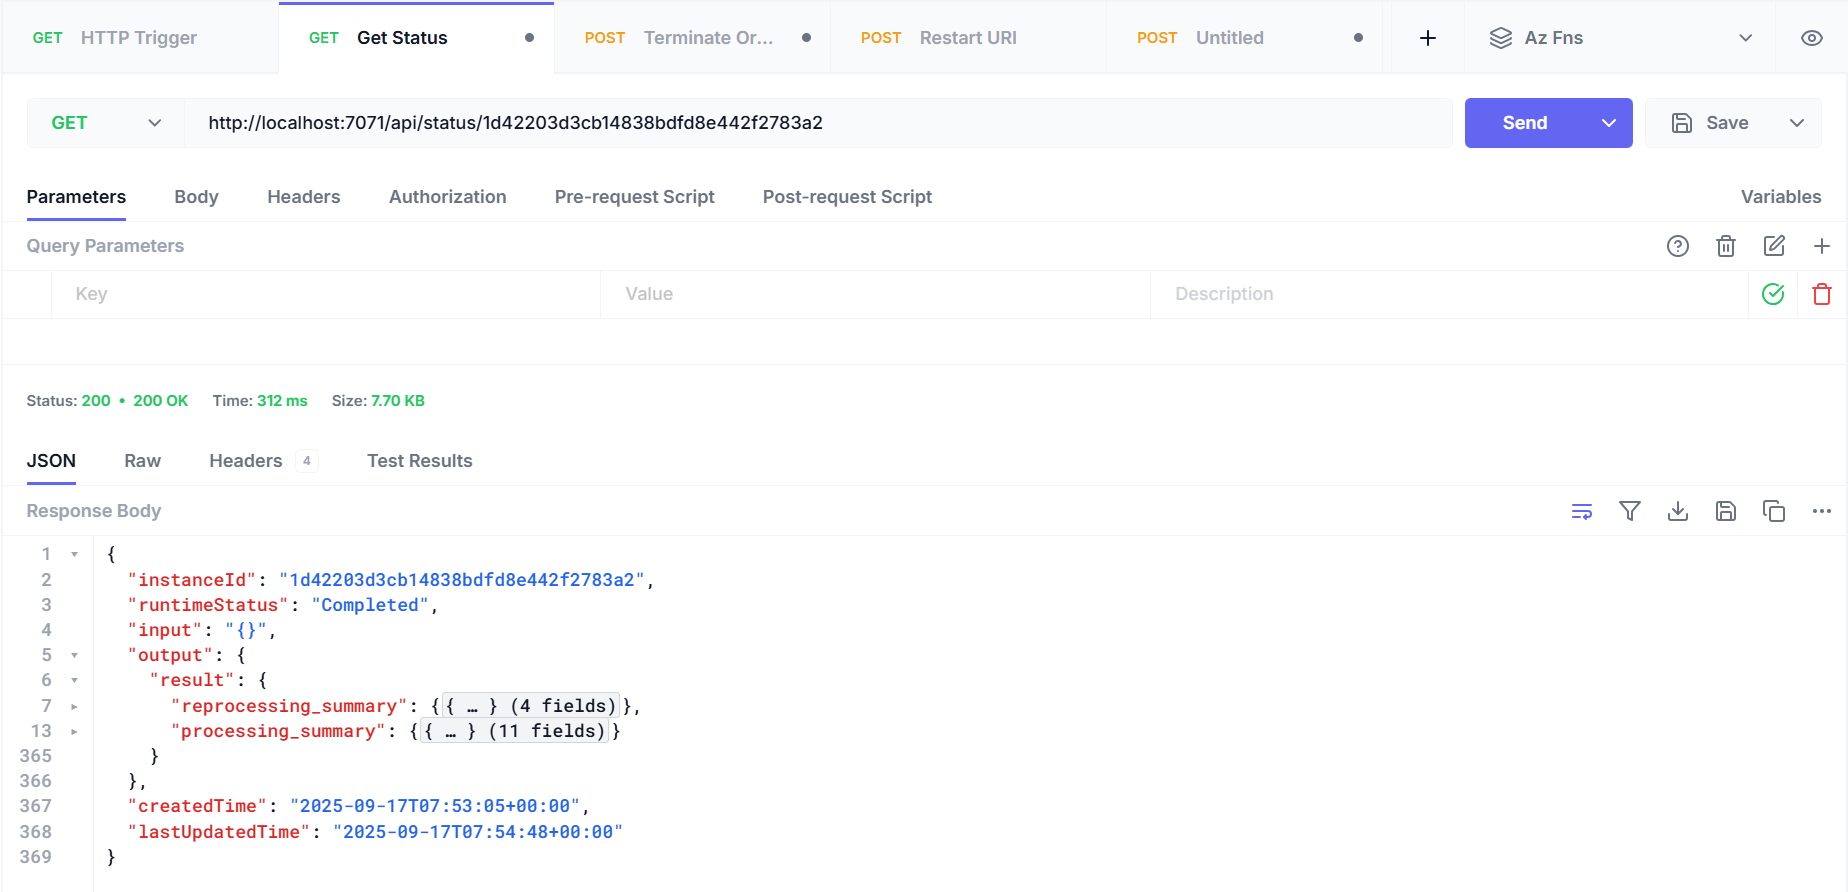 GET HTTP Trigger GET Get Status POST Terminate Or... POST Restart URI POST Untitled Az Fns
GET http://localhost:7071/api/status/1d42203d3cb14838bdfd8e442f2783a2 Send Save
Parameters Body Headers Authorization Pre-request Script Post-request Script Variables
Query Parameters
Key Value Description
Status: 200 • 200 OK Time: 312 ms Size: 7.70 KB
JSON Raw Headers 4 Test Results
Response Body
1 {
2 "instanceId": "1d42203d3cb14838bdfd8e442f2783a2",
3 "runtimeStatus": "Completed",
4 "input": "{}",
5 "output": {
6 "result": {
7 "reprocessing_summary": {{ … } (4 fields)},
13 "processing_summary": {{ … } (11 fields)}
365 }
366 },
367 "createdTime": "2025-09-17T07:53:05+00:00",
368 "lastUpdatedTime": "2025-09-17T07:54:48+00:00"
369 }